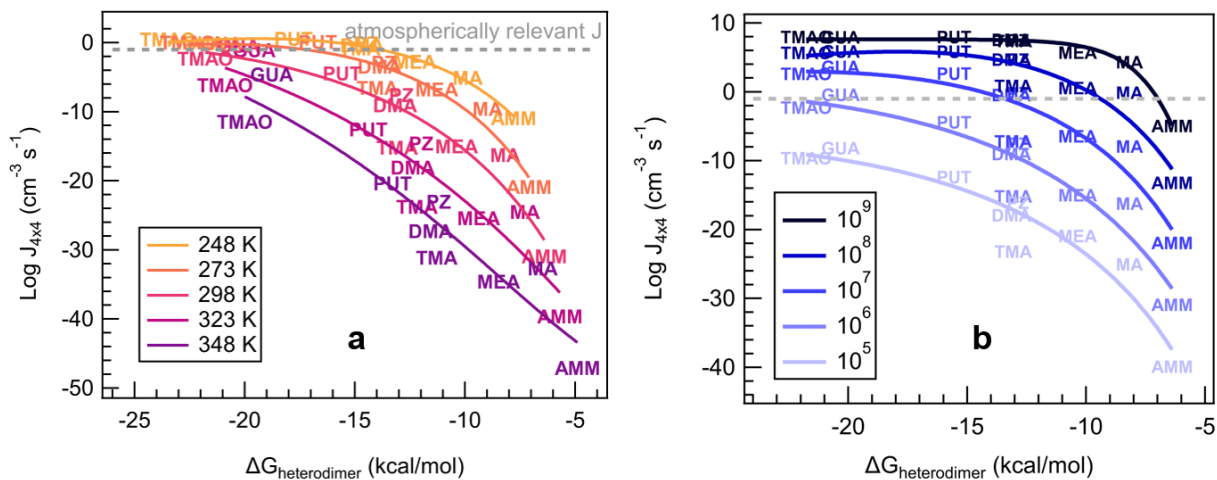 atmospherically relevant J
Log J4x4 (cm⁻³ s⁻¹)
0
-10
-20
-30
-40
-50
TMAO GUA PUT DMA MEA MA AMM
TMAO PUT PZ DMA TMA MEA MA AMM
TMAO GUA PUT PZ DMA MEA MA AMM
TMAO GUA PUT PZ TMA DMA MEA MA AMM
TMAO PUT PZ TMA DMA MEA MA AMM
248 K
273 K
298 K
323 K
348 K
a
-25 -20 -15 -10 -5
ΔGheterodimer (kcal/mol)
10
0
-10
-20
-30
-40
TMAO GUA PUT MEA MA AMM
TMAO PUT DMA MEA MA AMM
TMAO GUA PUT DMA TMA MEA MA AMM
TMAO GUA PUT DMA TMA MEA MA AMM
TMAO GUA PUT PZ DMA TMA MEA MA AMM
10⁹
10⁸
10⁷
10⁶
10⁵
b
-20 -15 -10 -5
ΔGheterodimer (kcal/mol)
Log J4x4 (cm⁻³ s⁻¹)